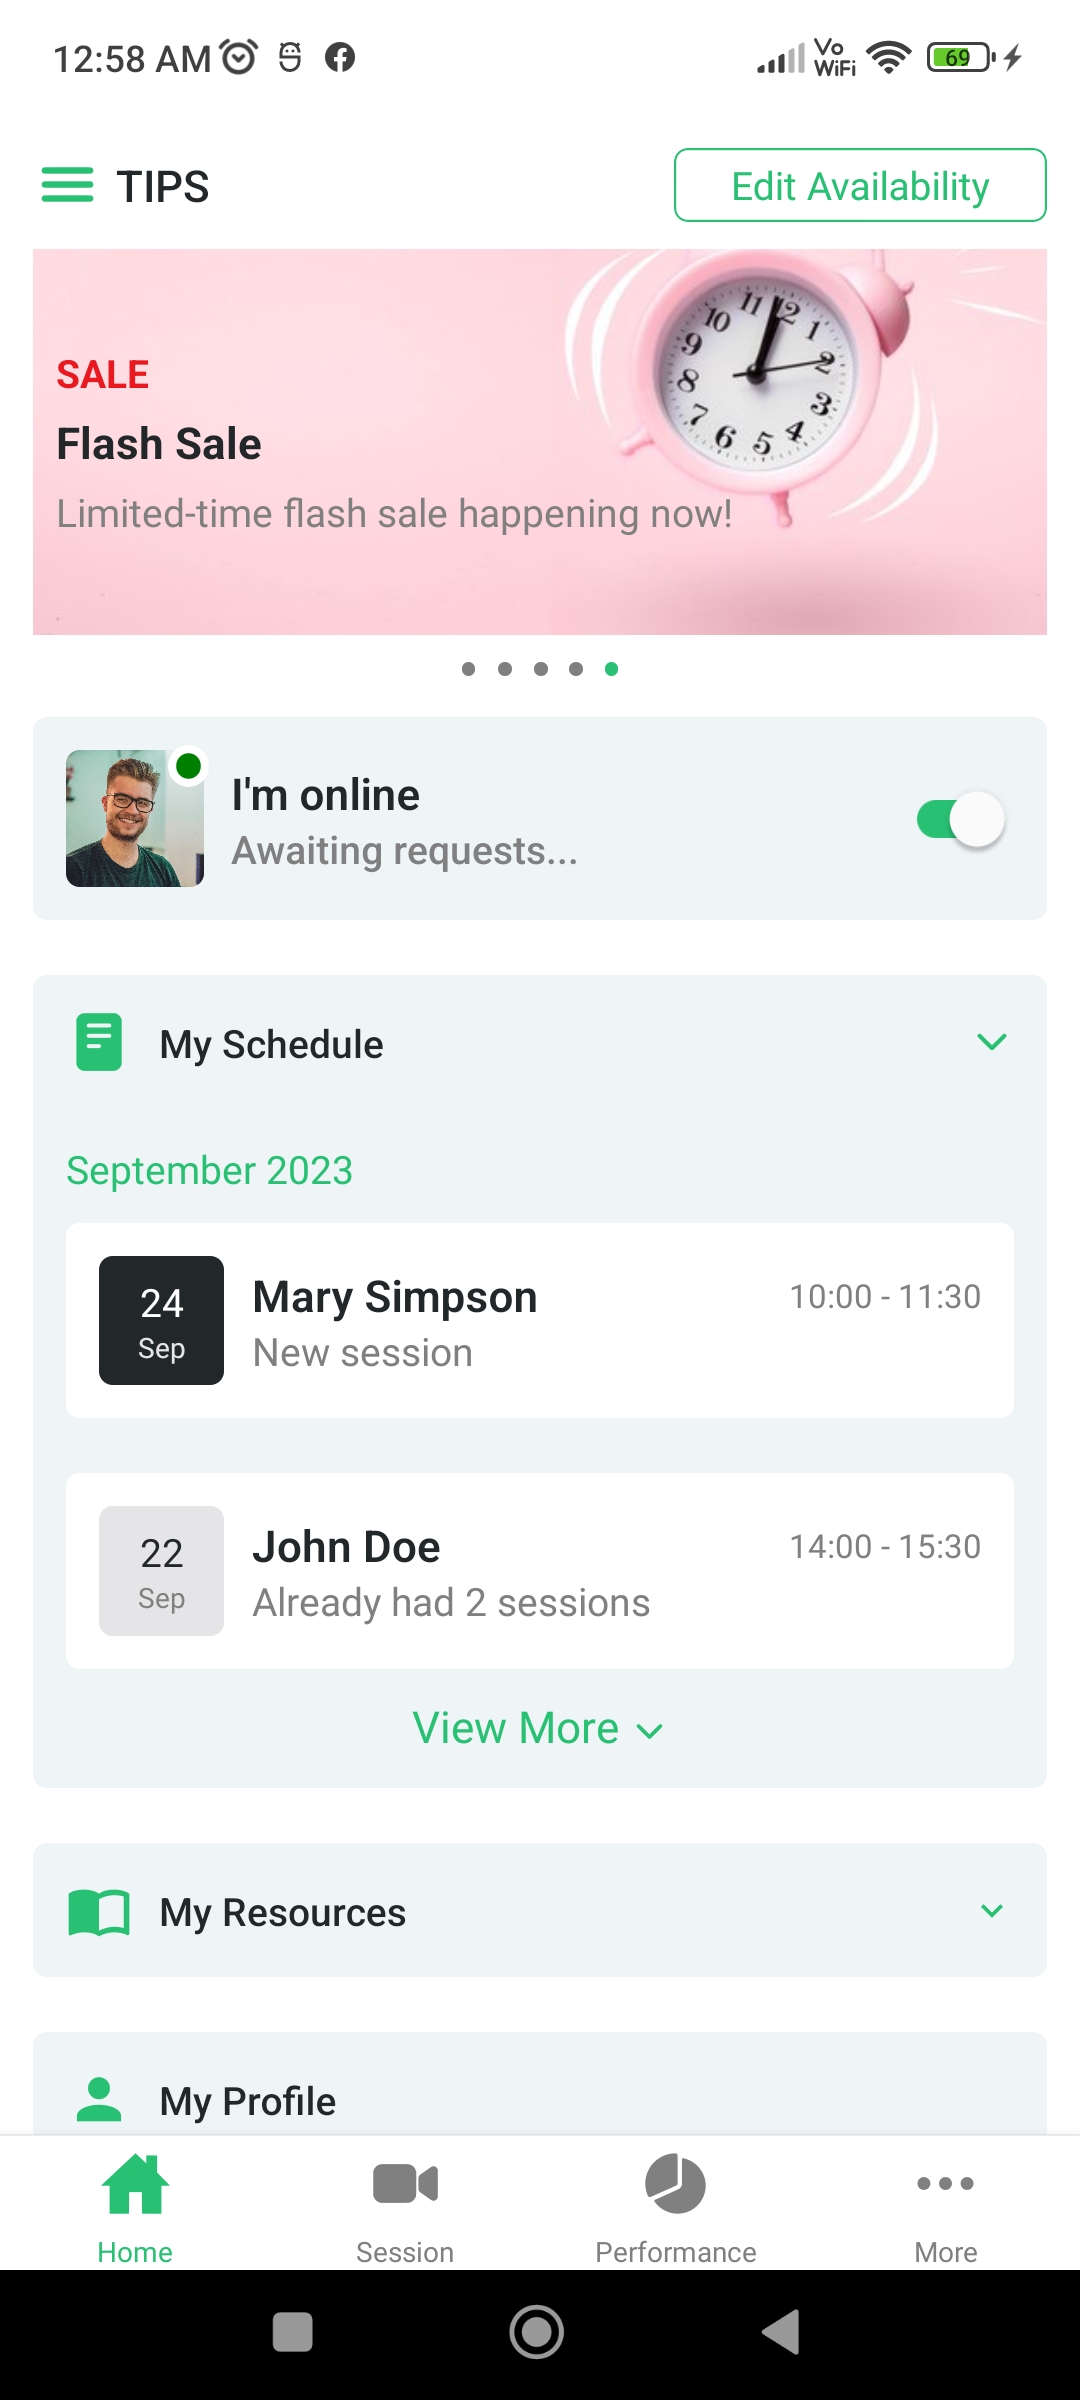 12:58 AM
Vo
WiFi
69
TIPS
Edit Availability
SALE
Flash Sale
Limited-time flash sale happening now!
11 12 1
10 2
9 3
8 4
7 6 5
I'm online
Awaiting requests...
My Schedule
September 2023
24
Sep
Mary Simpson
10:00 - 11:30
New session
22
Sep
John Doe
14:00 - 15:30
Already had 2 sessions
View More
My Resources
My Profile
Home
Session
Performance
More